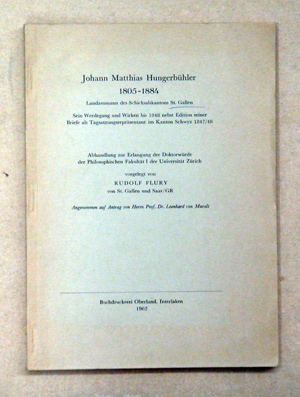 Johann Matthias Hungerbühler
1805-1884
Landammann des Schicksalskantons St. Gallen
Sein Werdegang und Wirken bis 1848 nebst Edition seiner
Briefe als Tagsatzungsrepräsentant im Kanton Schwyz 1847/48
Abhandlung zur Erlangung der Doktorwürde
der Philosophischen Fakultät I der Universität Zürich
vorgelegt von
RUDOLF FLURY
von St. Gallen und Saas/GR
Angenommen auf Antrag von Herrn Prof. Dr. Leonhard von Muralt
Buchdruckerei Oberland, Interlaken
1962